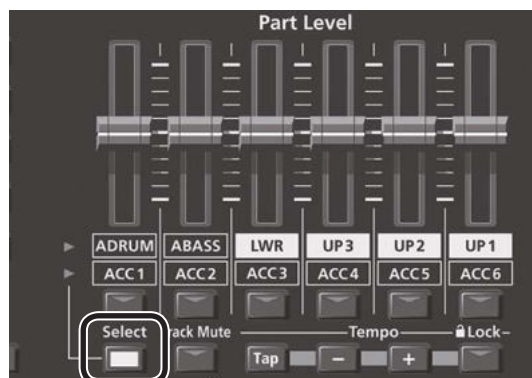 Part Level
ADRUM ABASS LWR UP3 UP2 UP1
ACC1 ACC2 ACC3 ACC4 ACC5 ACC6
Select rack Mute Tempo Lock
Tap - +